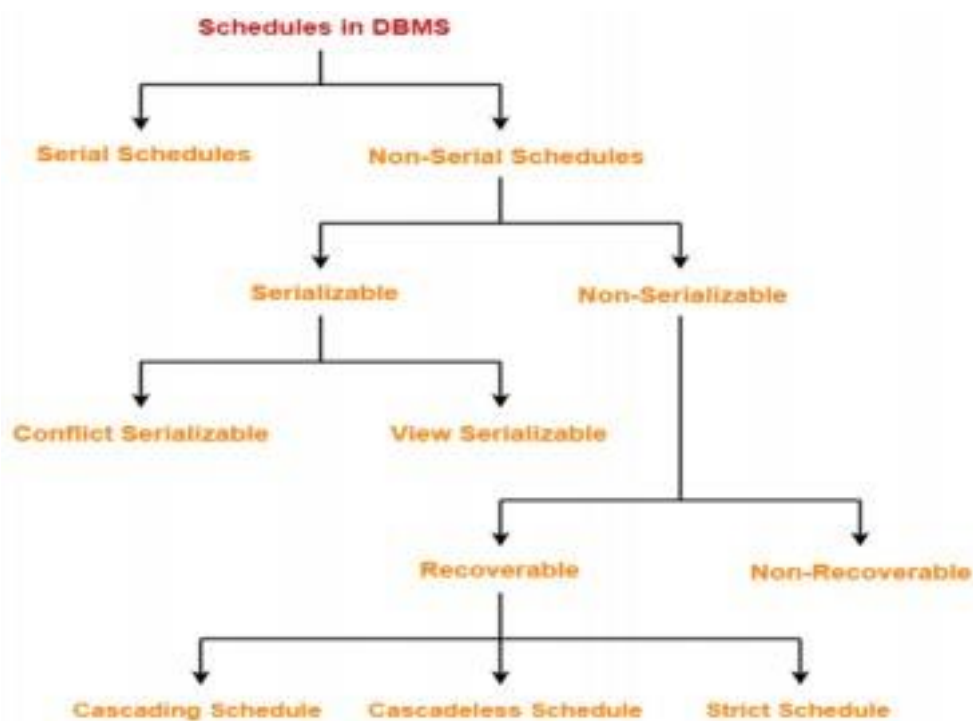 Schedules in DBMS
Serial Schedules
Non-Serial Schedules
Serializable
Non-Serializable
Conflict Serializable
View Serializable
Recoverable
Non-Recoverable
Cascading Schedule
Cascadeless Schedule
Strict Schedule